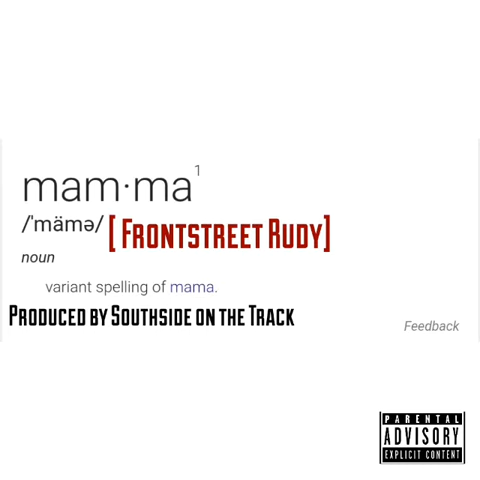 mam·ma¹
/ˈmämə/ [ Frontstreet Rudy]
noun
variant spelling of mama.
Produced by Southside on the Track
Feedback
PARENTAL
ADVISORY
EXPLICIT CONTENT